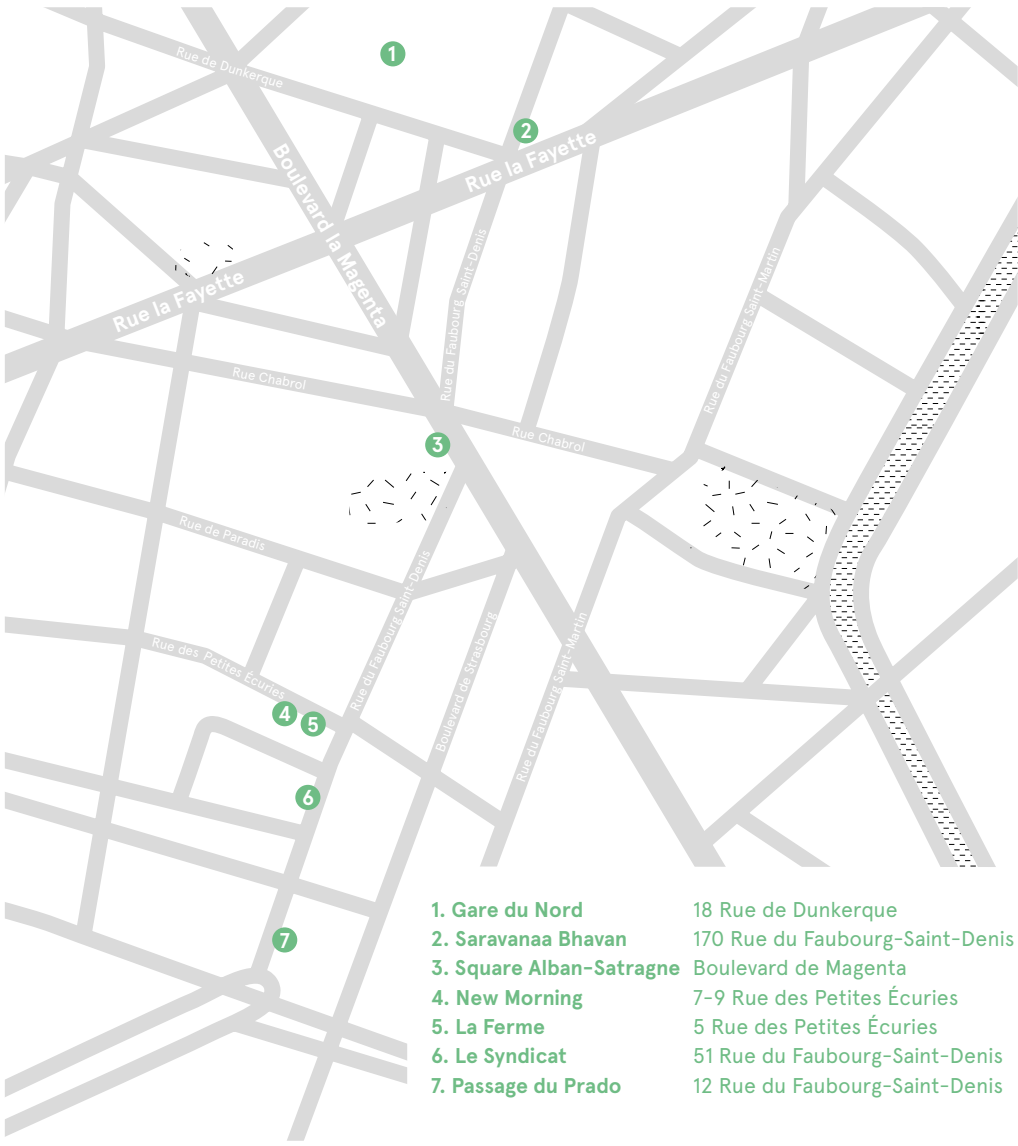 1
Rue de Dunkerque
2
Rue la Fayette
Boulevard la Magenta
Rue du Faubourg Saint-Denis
Rue du Faubourg Saint-Martin
Rue la Fayette
Rue Chabrol
Rue Chabrol
3
Rue de Paradis
Rue du Faubourg Saint-Denis
Boulevard de Strasbourg
Rue du Faubourg Saint-Martin
Rue des Petites Écuries
4
5
6
7
1. Gare du Nord 18 Rue de Dunkerque
2. Saravanaa Bhavan 170 Rue du Faubourg-Saint-Denis
3. Square Alban-Satragne Boulevard de Magenta
4. New Morning 7-9 Rue des Petites Écuries
5. La Ferme 5 Rue des Petites Écuries
6. Le Syndicat 51 Rue du Faubourg-Saint-Denis
7. Passage du Prado 12 Rue du Faubourg-Saint-Denis